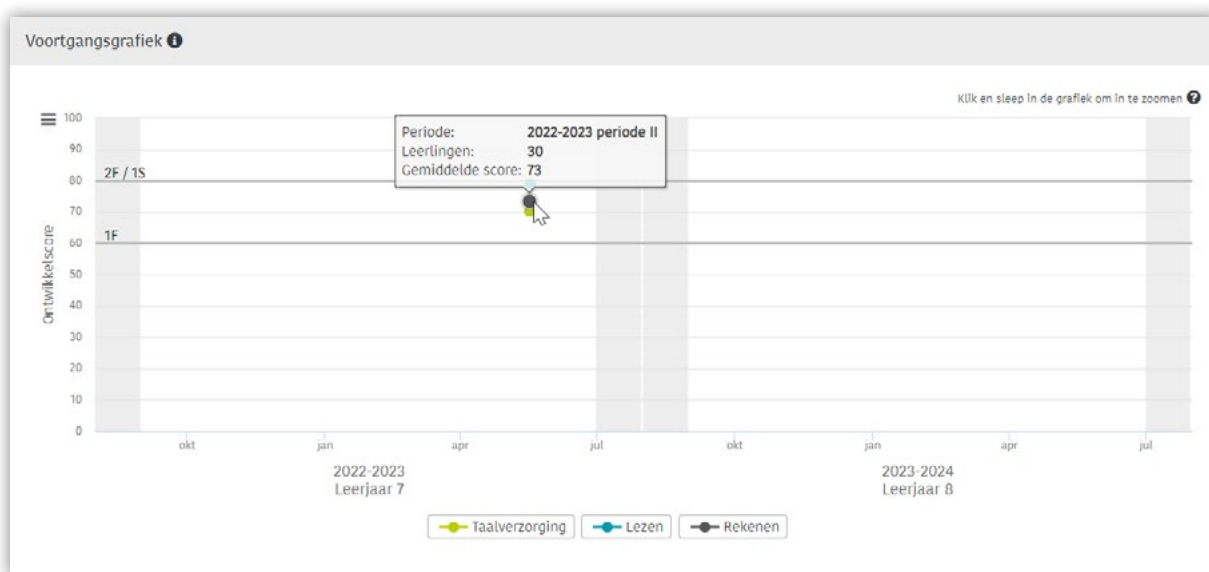 Voortgangsgrafiek
Klik en sleep in de grafiek om in te zoomen
100
90
80
70
60
50
40
30
20
10
0
Ontwikkelscore
2F / 1S
1F
Periode: 2022-2023 periode II
Leerlingen: 30
Gemiddelde score: 73
okt jan apr jul okt jan apr jul
2022-2023 2023-2024
Leerjaar 7 Leerjaar 8
Taalverzorging Lezen Rekenen